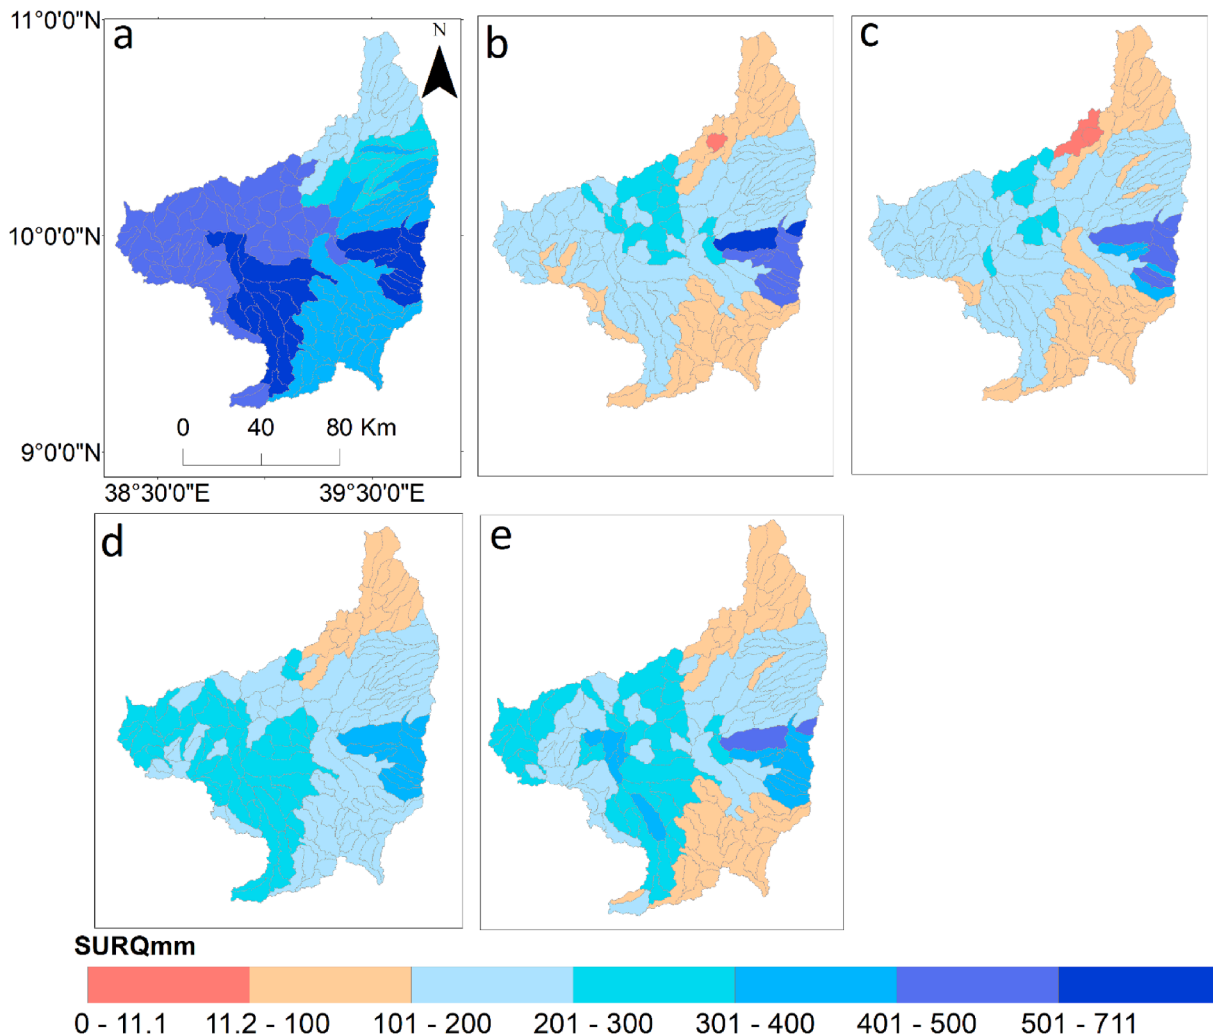 11°0'0"N
a
N
b
c
10°0'0"N
0 40 80 Km
9°0'0"N
38°30'0"E 39°30'0"E
d
e
SURQmm
0 - 11.1 11.2 - 100 101 - 200 201 - 300 301 - 400 401 - 500 501 - 711